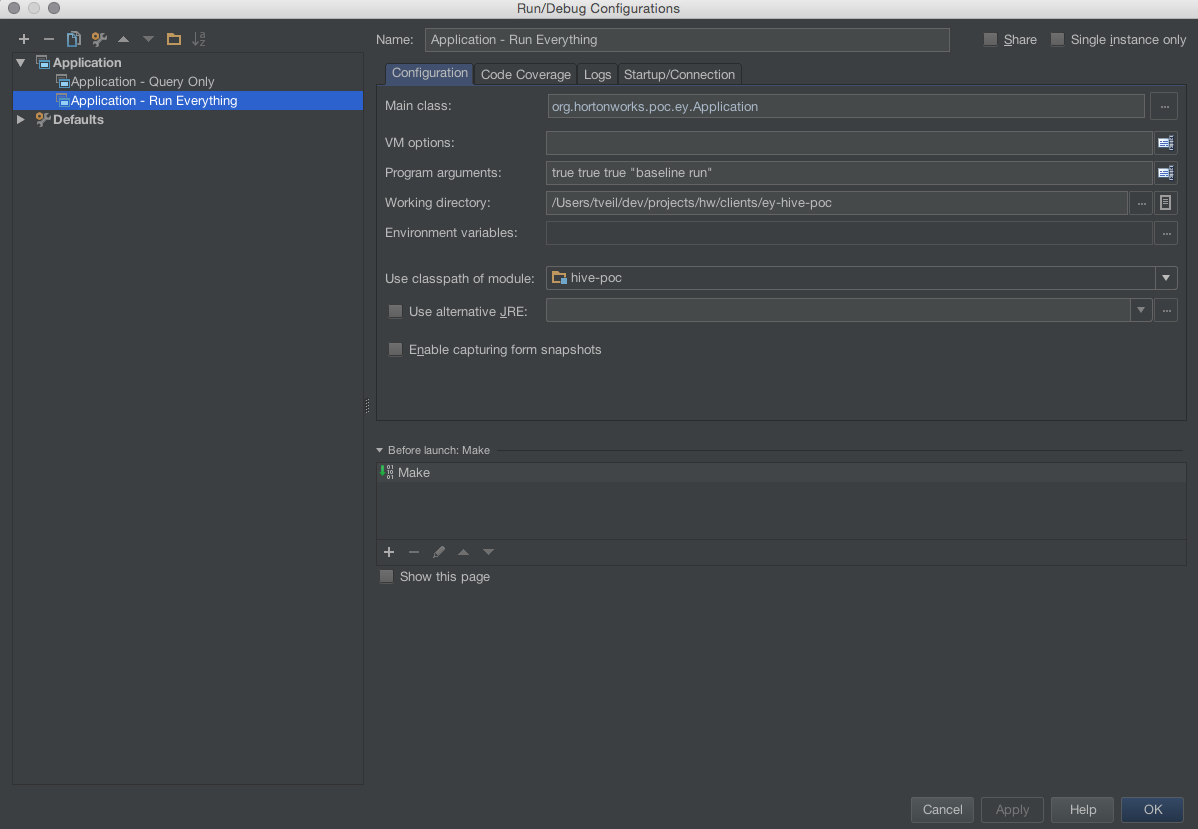 Run/Debug Configurations
Name: Application - Run Everything Share Single instance only
Application
Application - Query Only
Application - Run Everything
Defaults
Configuration Code Coverage Logs Startup/Connection
Main class: org.hortonworks.poc.ey.Application ...
VM options:
Program arguments: true true true "baseline run"
Working directory: /Users/tveil/dev/projects/hw/clients/ey-hive-poc ...
Environment variables: ...
Use classpath of module: hive-poc
Use alternative JRE: ...
Enable capturing form snapshots
Before launch: Make
Make
Show this page
Cancel Apply Help OK